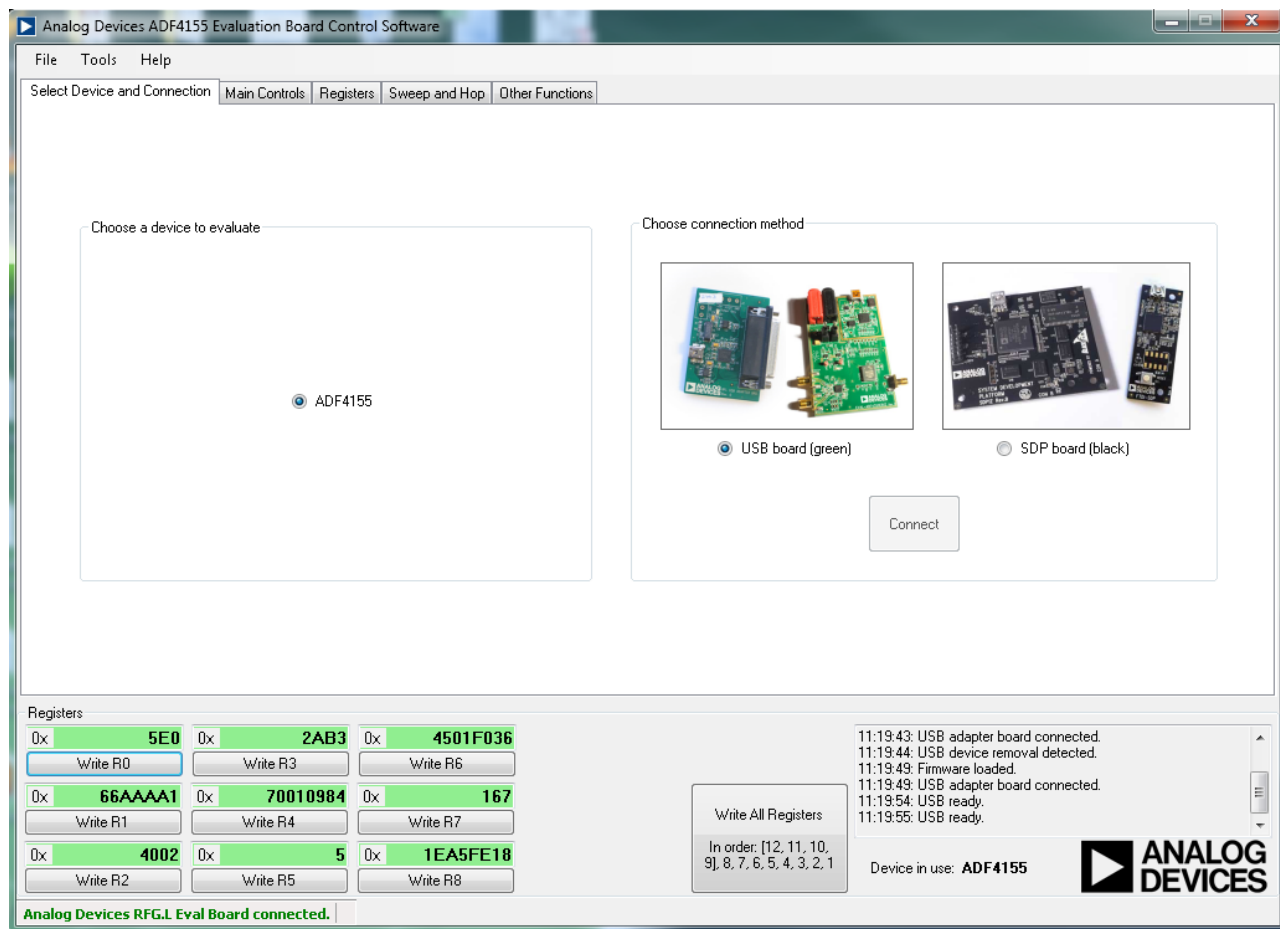 Analog Devices ADF4155 Evaluation Board Control Software
File Tools Help
Select Device and Connection Main Controls Registers Sweep and Hop Other Functions
Choose a device to evaluate
ADF4155
Choose connection method
ANALOG
DEVICES
ANALOG
DEVICES
SYSTEM DEVELOPMENT
PLATFORM
USB board (green)
SDP board (black)
Connect
Registers
0x 5E0 0x 2AB3 0x 4501F036
Write R0 Write R3 Write R6
0x 66AAAA1 0x 70010984 0x 167
Write R1 Write R4 Write R7
0x 4002 0x 5 0x 1EA5FE18
Write R2 Write R5 Write R8
Write All Registers
In order: [12, 11, 10,
9], 8, 7, 6, 5, 4, 3, 2, 1
11:19:43: USB adapter board connected.
11:19:44: USB device removal detected.
11:19:49: Firmware loaded.
11:19:49: USB adapter board connected.
11:19:54: USB ready.
11:19:55: USB ready.
Device in use: ADF4155
ANALOG
DEVICES
Analog Devices RFG.L Eval Board connected.